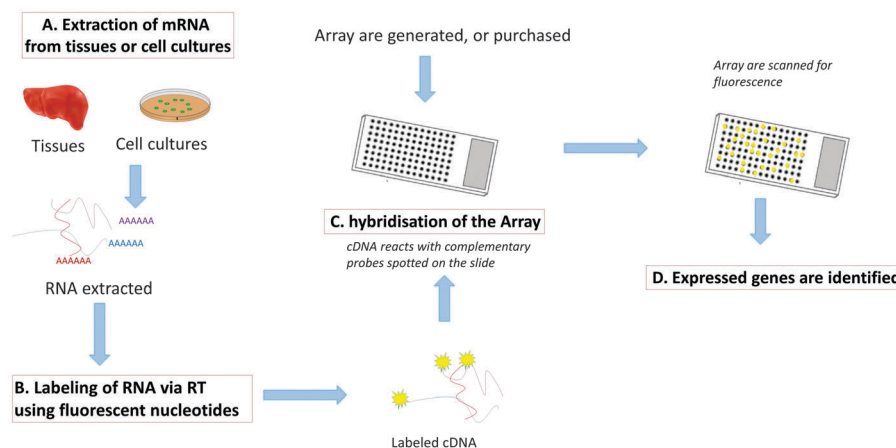 A. Extraction of mRNA
from tissues or cell cultures
Tissues
Cell cultures
AAAAAA
AAAAAA
AAAAAA
RNA extracted
B. Labeling of RNA via RT
using fluorescent nucleotides
Labeled cDNA
Array are generated, or purchased
C. hybridisation of the Array
cDNA reacts with complementary
probes spotted on the slide
Array are scanned for
fluorescence
D. Expressed genes are identified